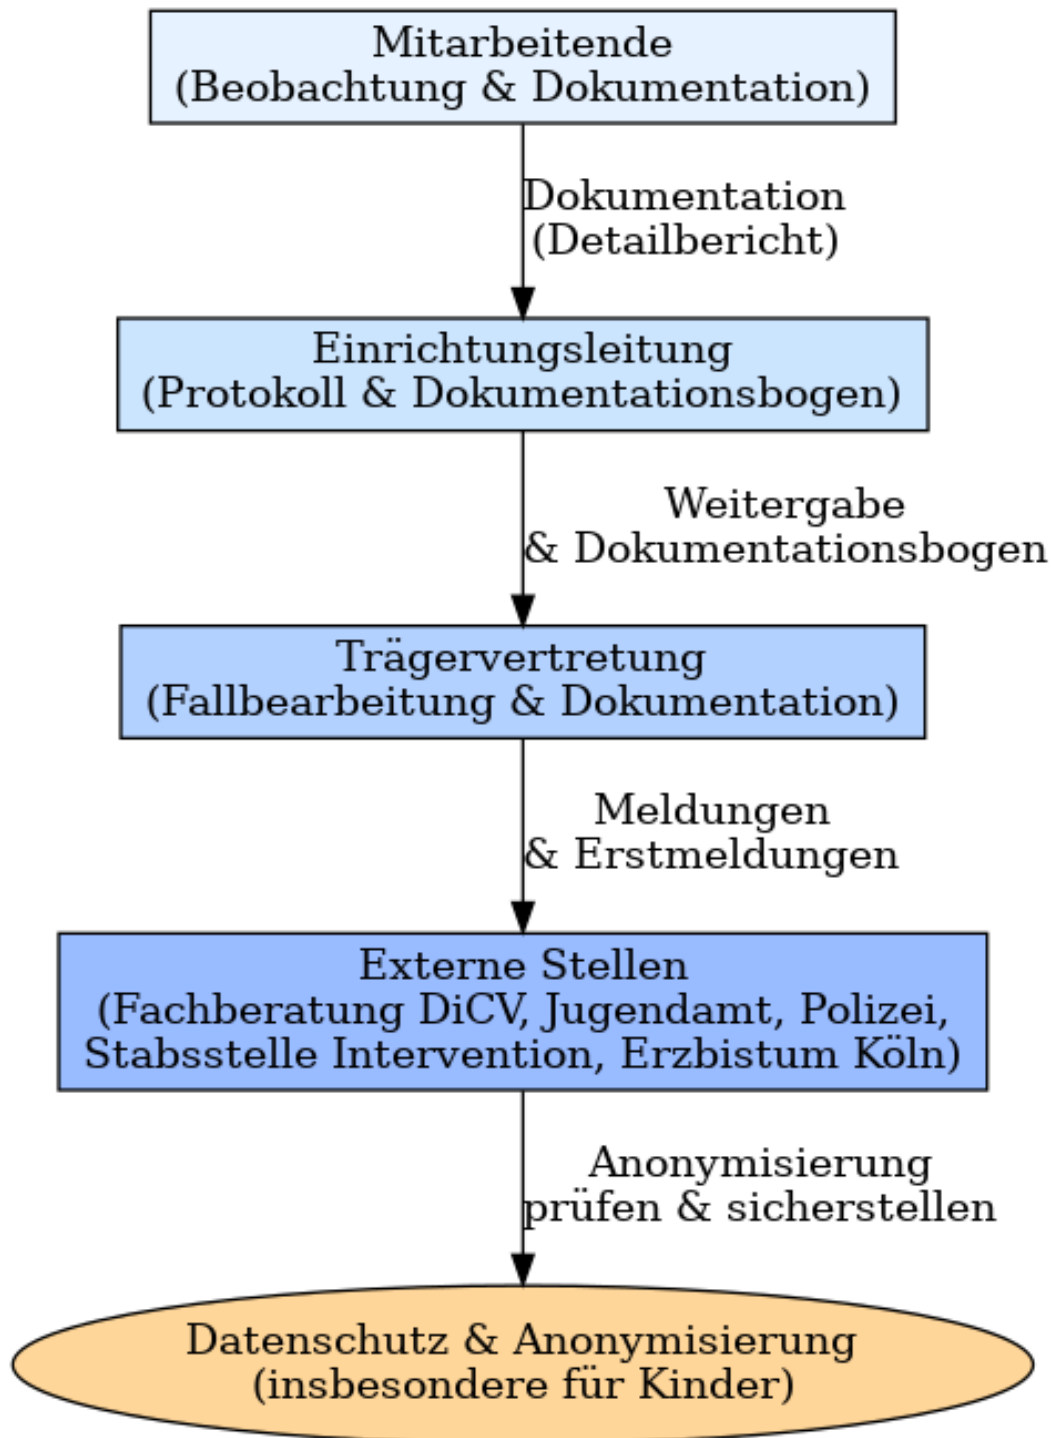 Mitarbeitende
(Beobachtung & Dokumentation)
Dokumentation
(Detailbericht)
Einrichtungsleitung
(Protokoll & Dokumentationsbogen)
Weitergabe
& Dokumentationsbogen
Trägervertretung
(Fallbearbeitung & Dokumentation)
Meldungen
& Erstmeldungen
Externe Stellen
(Fachberatung DiCV, Jugendamt, Polizei,
Stabsstelle Intervention, Erzbistum Köln)
Anonymisierung
prüfen & sicherstellen
Datenschutz & Anonymisierung
(insbesondere für Kinder)